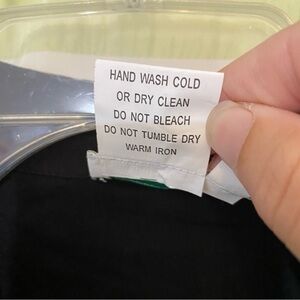 HAND WASH COLD
OR DRY CLEAN
DO NOT BLEACH
DO NOT TUMBLE DRY
WARM IRON